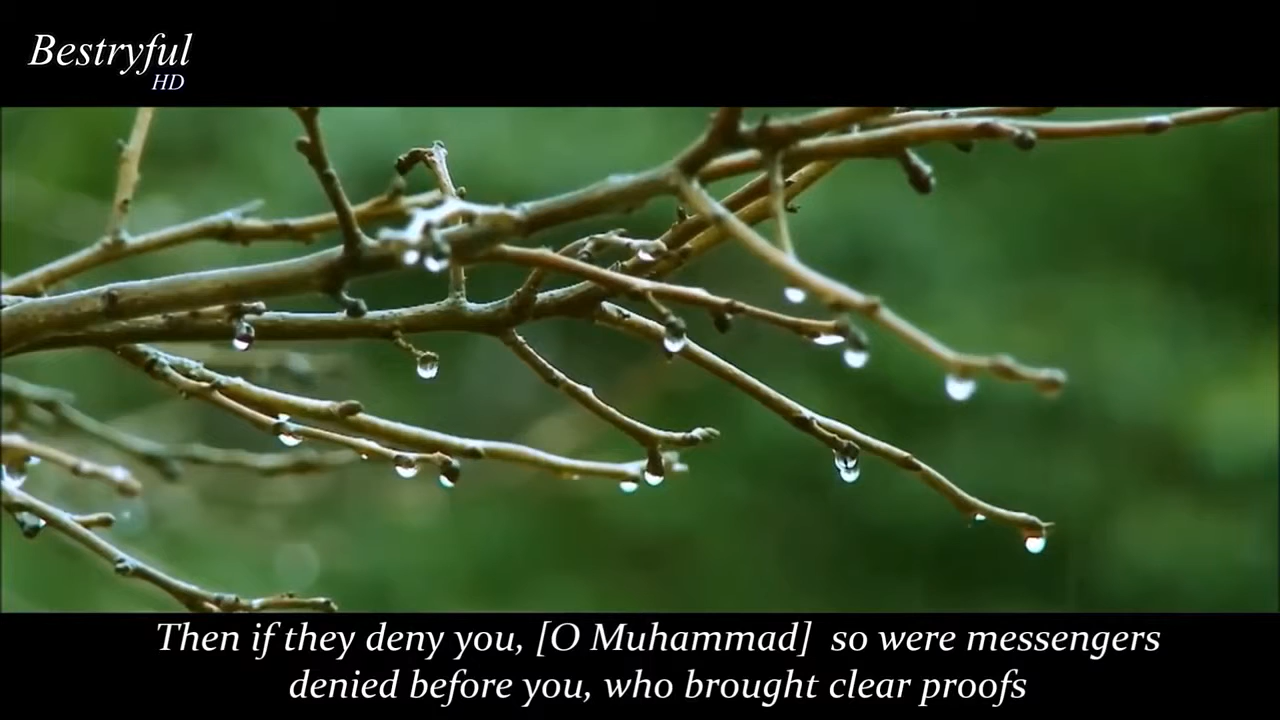 Bestryful
HD
Then if they deny you, [O Muhammad]  so were messengers
denied before you, who brought clear proofs